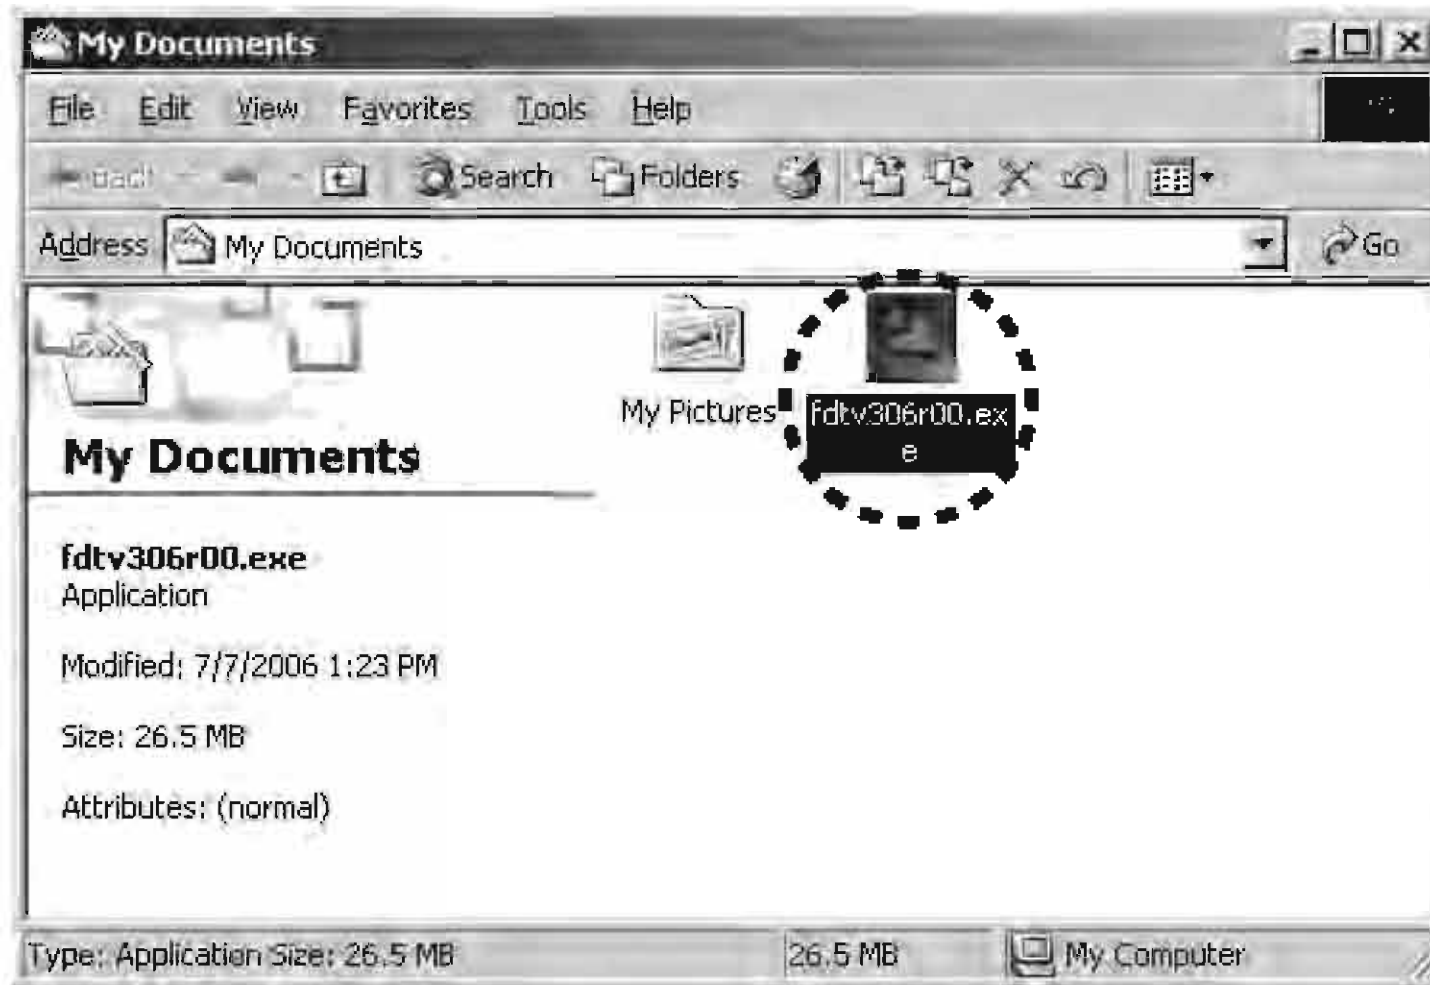 My Documents
File Edit View Favorites Tools Help
Back Search Folders
Address My Documents Go
My Pictures
fdtv306r00.ex
e
My Documents
fdtv306r00.exe
Application
Modified: 7/7/2006 1:23 PM
Size: 26.5 MB
Attributes: (normal)
Type: Application Size: 26.5 MB 26.5 MB My Computer